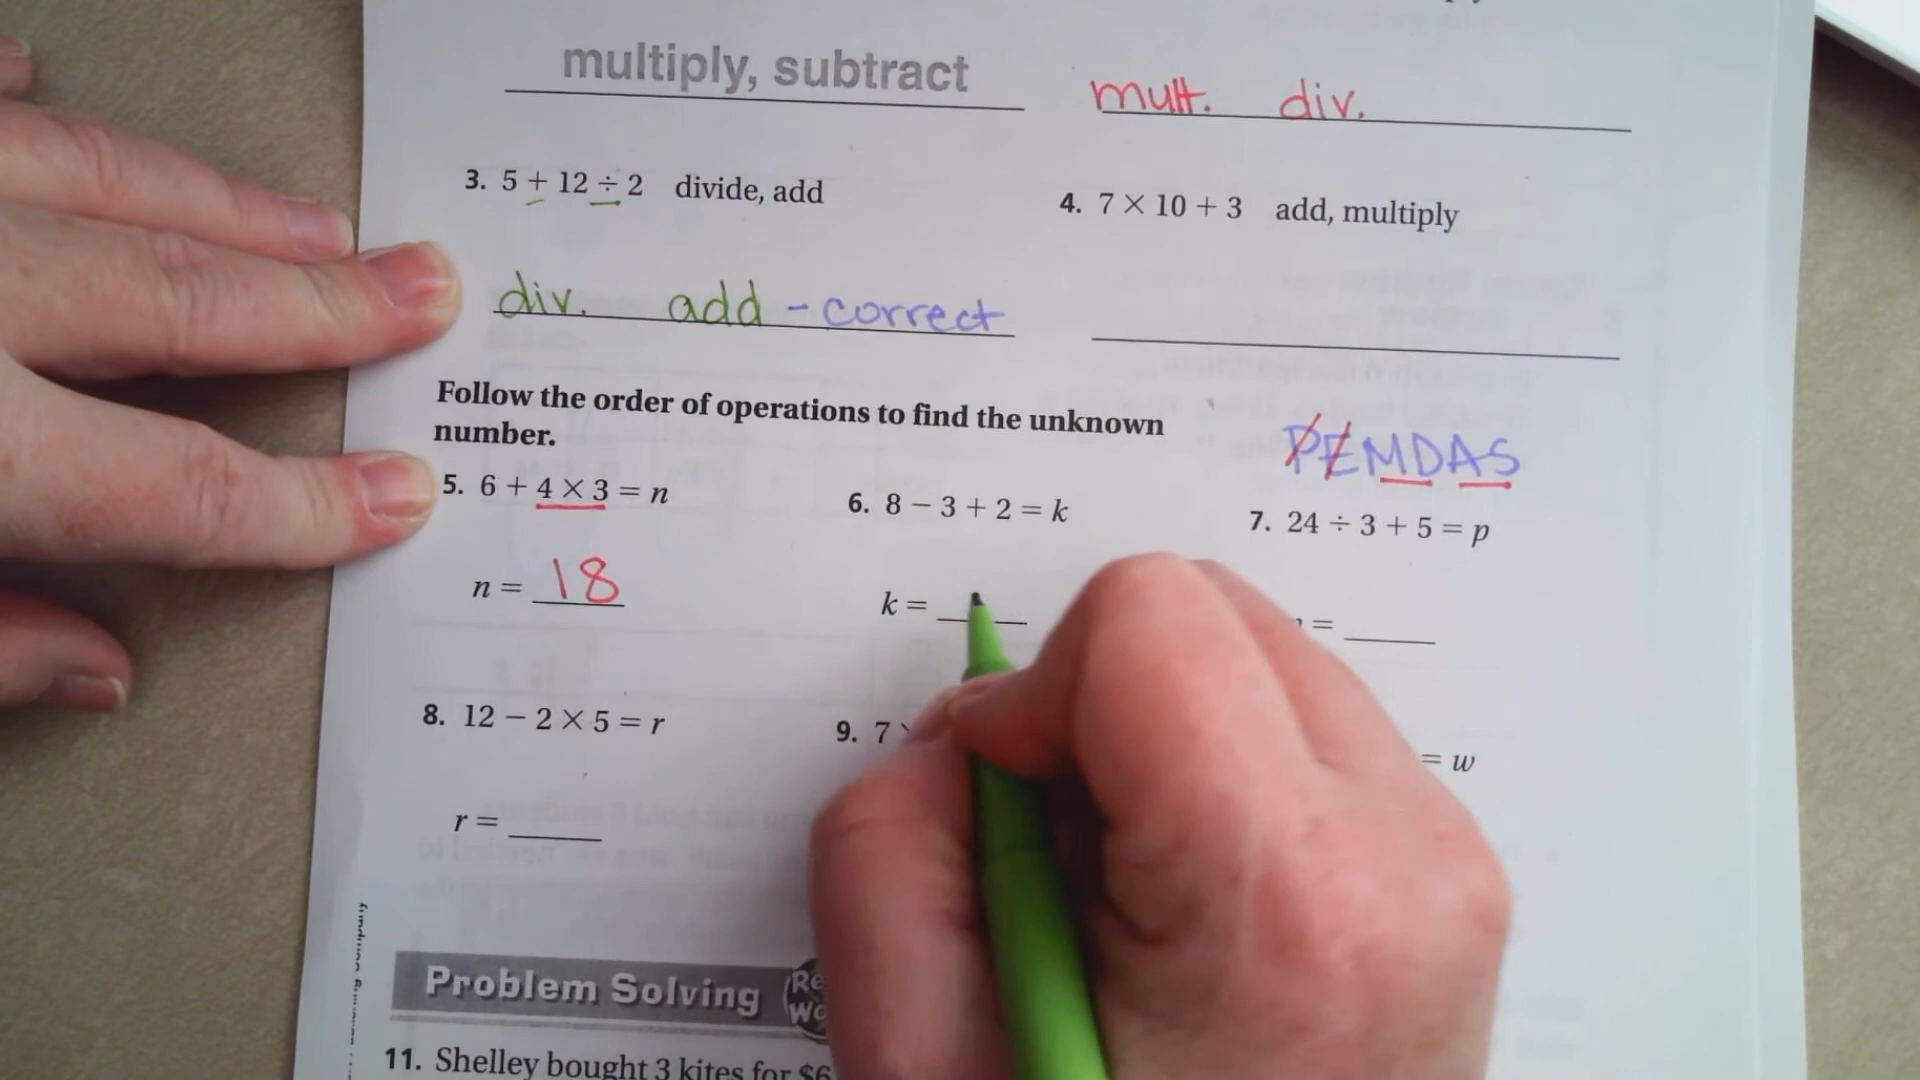 multiply, subtract
mult. div.
3. 5 + 12 ÷ 2 divide, add
4. 7 × 10 + 3 add, multiply
div. add - correct
Follow the order of operations to find the unknown
number.
PEMDAS
5. 6 + 4 × 3 = n
6. 8 − 3 + 2 = k
7. 24 ÷ 3 + 5 = p
n = 18
k =
=
8. 12 − 2 × 5 = r
9. 7
= w
r =
Problem Solving
11. Shelley bought 3 kites for $6